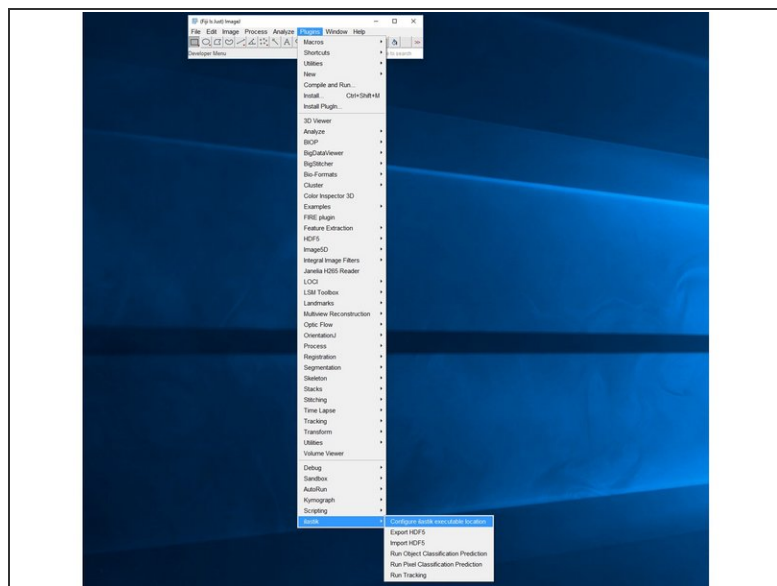 (Fiji Is Just) ImageJ
File Edit Image Process Analyze Plugins Window Help
Developer Menu
to search
Macros
Shortcuts
Utilities
New
Compile and Run...
Install... Ctrl+Shift+M
Install PlugIn...
3D Viewer
Analyze
BIOP
BigDataViewer
BigStitcher
Bio-Formats
Cluster
Color Inspector 3D
Examples
FIRE plugin
Feature Extraction
HDF5
Image5D
Integral Image Filters
Janelia H265 Reader
LOCI
LSM Toolbox
Landmarks
Multiview Reconstruction
Optic Flow
OrientationJ
Process
Registration
Segmentation
Skeleton
Stacks
Stitching
Time Lapse
Tracking
Transform
Utilities
Volume Viewer
Debug
Sandbox
AutoRun
Kymograph
Scripting
ilastik
Configure ilastik executable location
Export HDF5
Import HDF5
Run Object Classification Prediction
Run Pixel Classification Prediction
Run Tracking